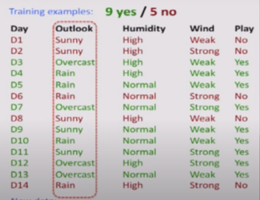 Training examples: 9 yes / 5 no
Day Outlook Humidity Wind Play
D1 Sunny High Weak No
D2 Sunny High Strong No
D3 Overcast High Weak Yes
D4 Rain High Weak Yes
D5 Rain Normal Weak Yes
D6 Rain Normal Strong No
D7 Overcast Normal Strong Yes
D8 Sunny High Weak No
D9 Sunny Normal Weak Yes
D10 Rain Normal Weak Yes
D11 Sunny Normal Strong Yes
D12 Overcast High Strong Yes
D13 Overcast Normal Weak Yes
D14 Rain High Strong No